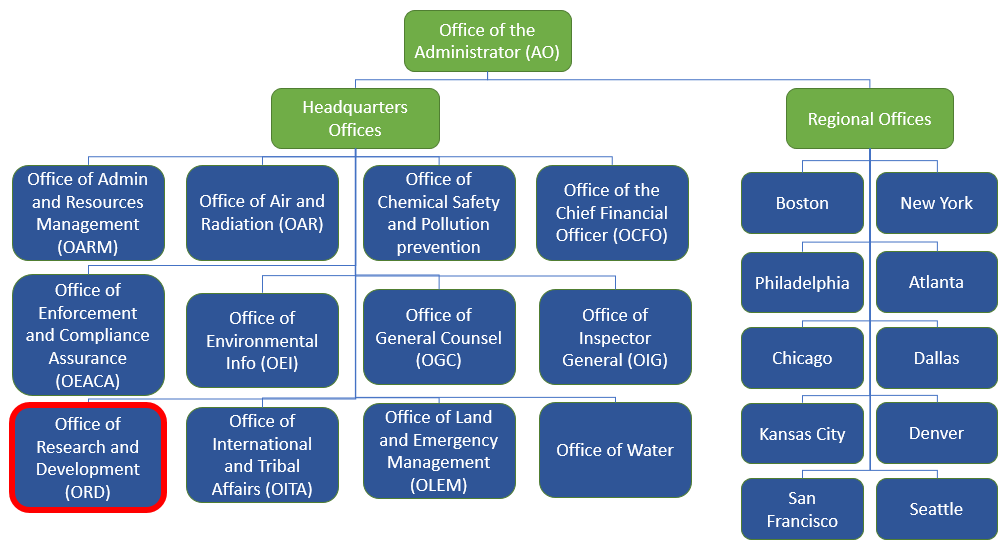 Office of the
Administrator (AO)
Headquarters
Offices
Regional Offices
Office of Admin
and Resources
Management
(OARM)
Office of Air and
Radiation (OAR)
Office of
Chemical Safety
and Pollution
prevention
Office of the
Chief Financial
Officer (OCFO)
Boston
New York
Office of
Enforcement
and Compliance
Assurance
(OEACA)
Office of
Environmental
Info (OEI)
Office of
General Counsel
(OGC)
Office of
Inspector
General (OIG)
Philadelphia
Atlanta
Chicago
Dallas
Office of
Research and
Development
(ORD)
Office of
International
and Tribal
Affairs (OITA)
Office of Land
and Emergency
Management
(OLEM)
Office of Water
Kansas City
Denver
San
Francisco
Seattle